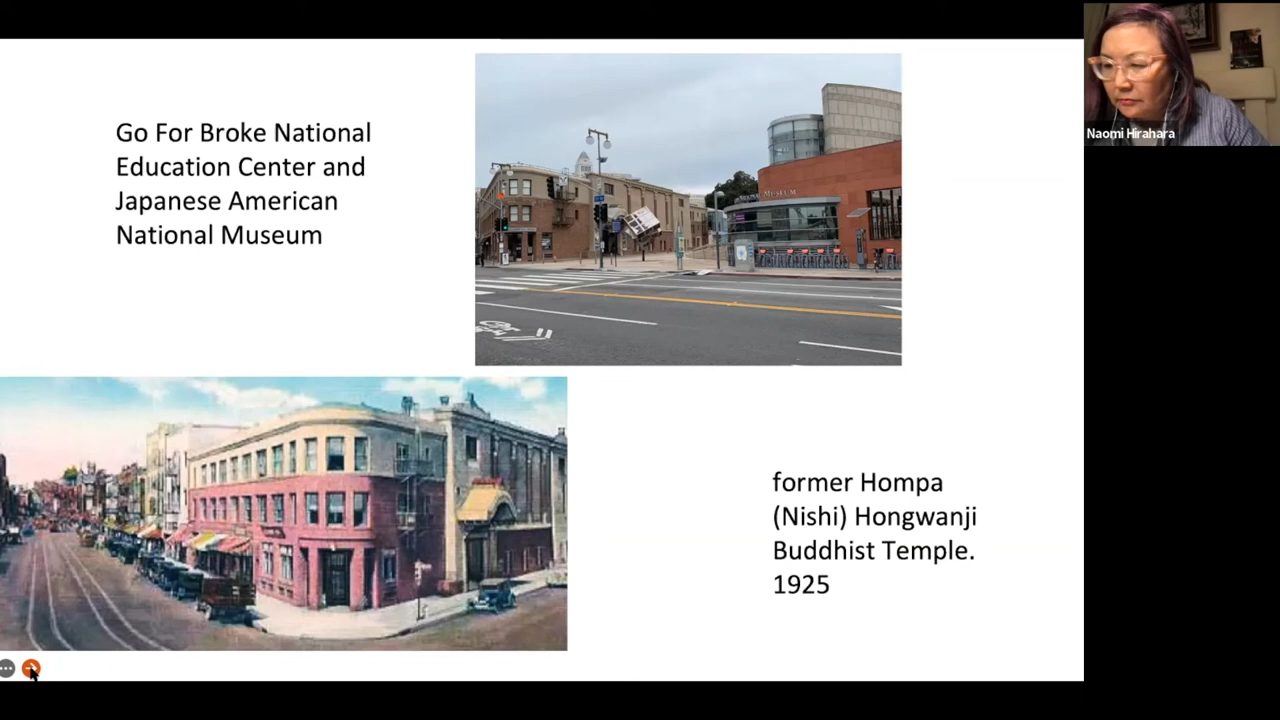 Go For Broke National
Education Center and
Japanese American
National Museum
former Hompa
(Nishi) Hongwanji
Buddhist Temple.
1925
Naomi Hirahara